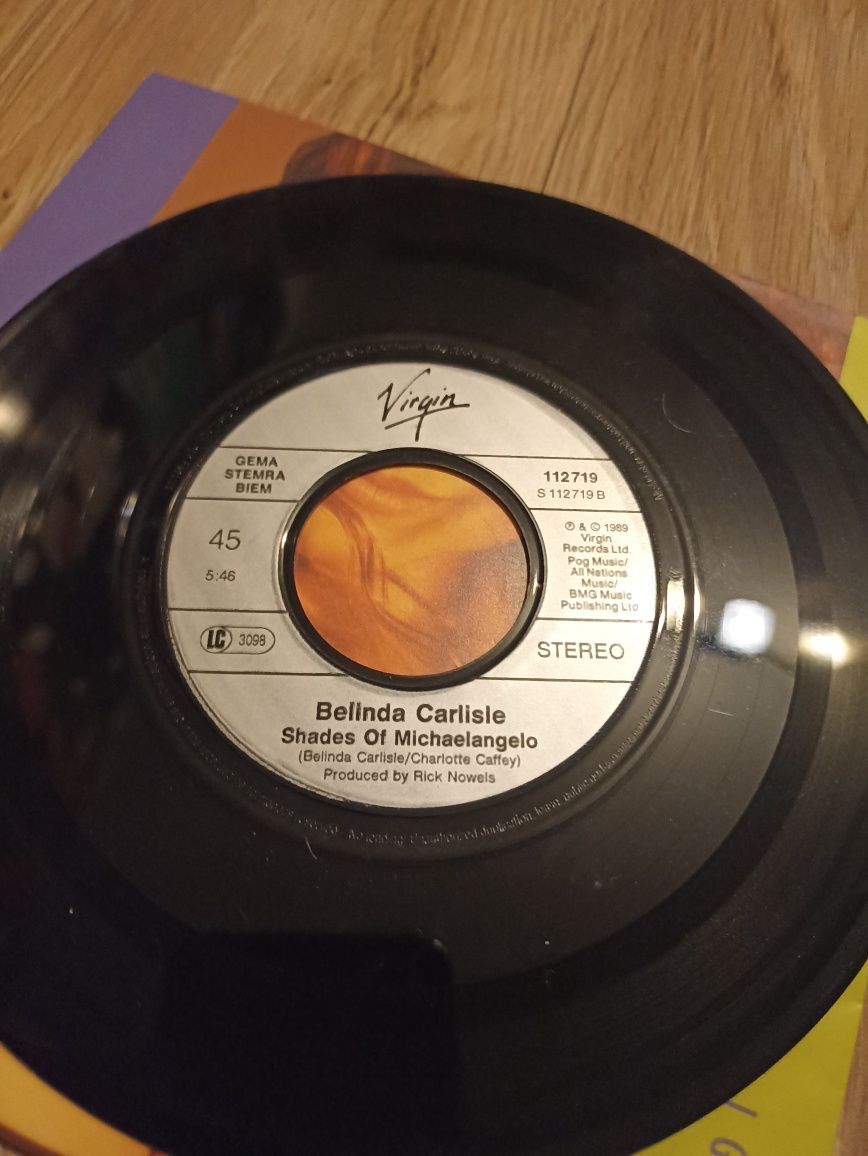 Virgin
GEMA
STEMRA
BIEM
112719
S 112719 B
45
5:46
℗ & © 1989
Virgin
Records Ltd.
Pog Music/
All Nations
Music/
BMG Music
Publishing Ltd
LC 3098
STEREO
Belinda Carlisle
Shades Of Michaelangelo
(Belinda Carlisle/Charlotte Caffey)
Produced by Rick Nowels
I G